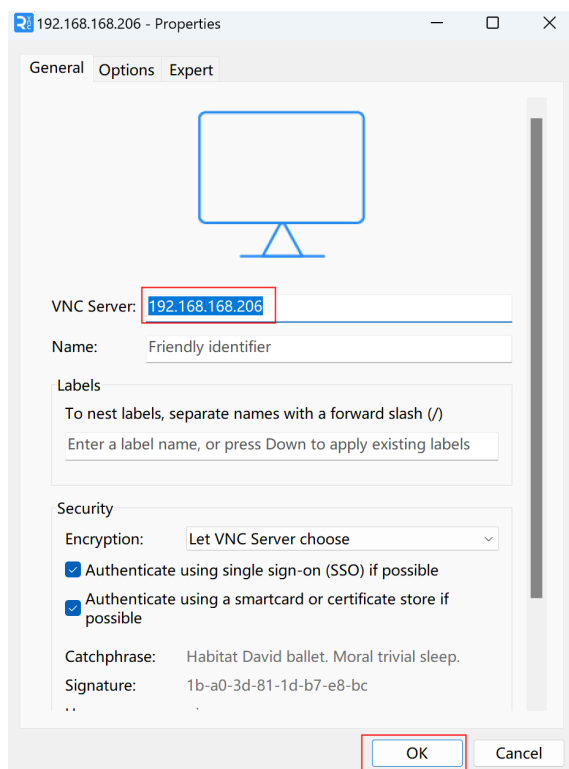 192.168.168.206 - Properties
General Options Expert
VNC Server: 192.168.168.206
Name: Friendly identifier
Labels
To nest labels, separate names with a forward slash (/)
Enter a label name, or press Down to apply existing labels
Security
Encryption: Let VNC Server choose
Authenticate using single sign-on (SSO) if possible
Authenticate using a smartcard or certificate store if
possible
Catchphrase: Habitat David ballet. Moral trivial sleep.
Signature: 1b-a0-3d-81-1d-b7-e8-bc
OK Cancel